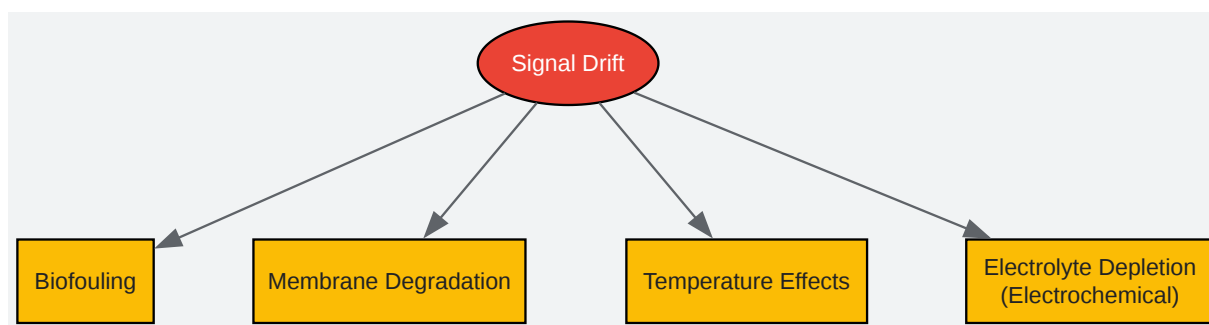 Signal Drift
Biofouling
Membrane Degradation
Temperature Effects
Electrolyte Depletion
(Electrochemical)